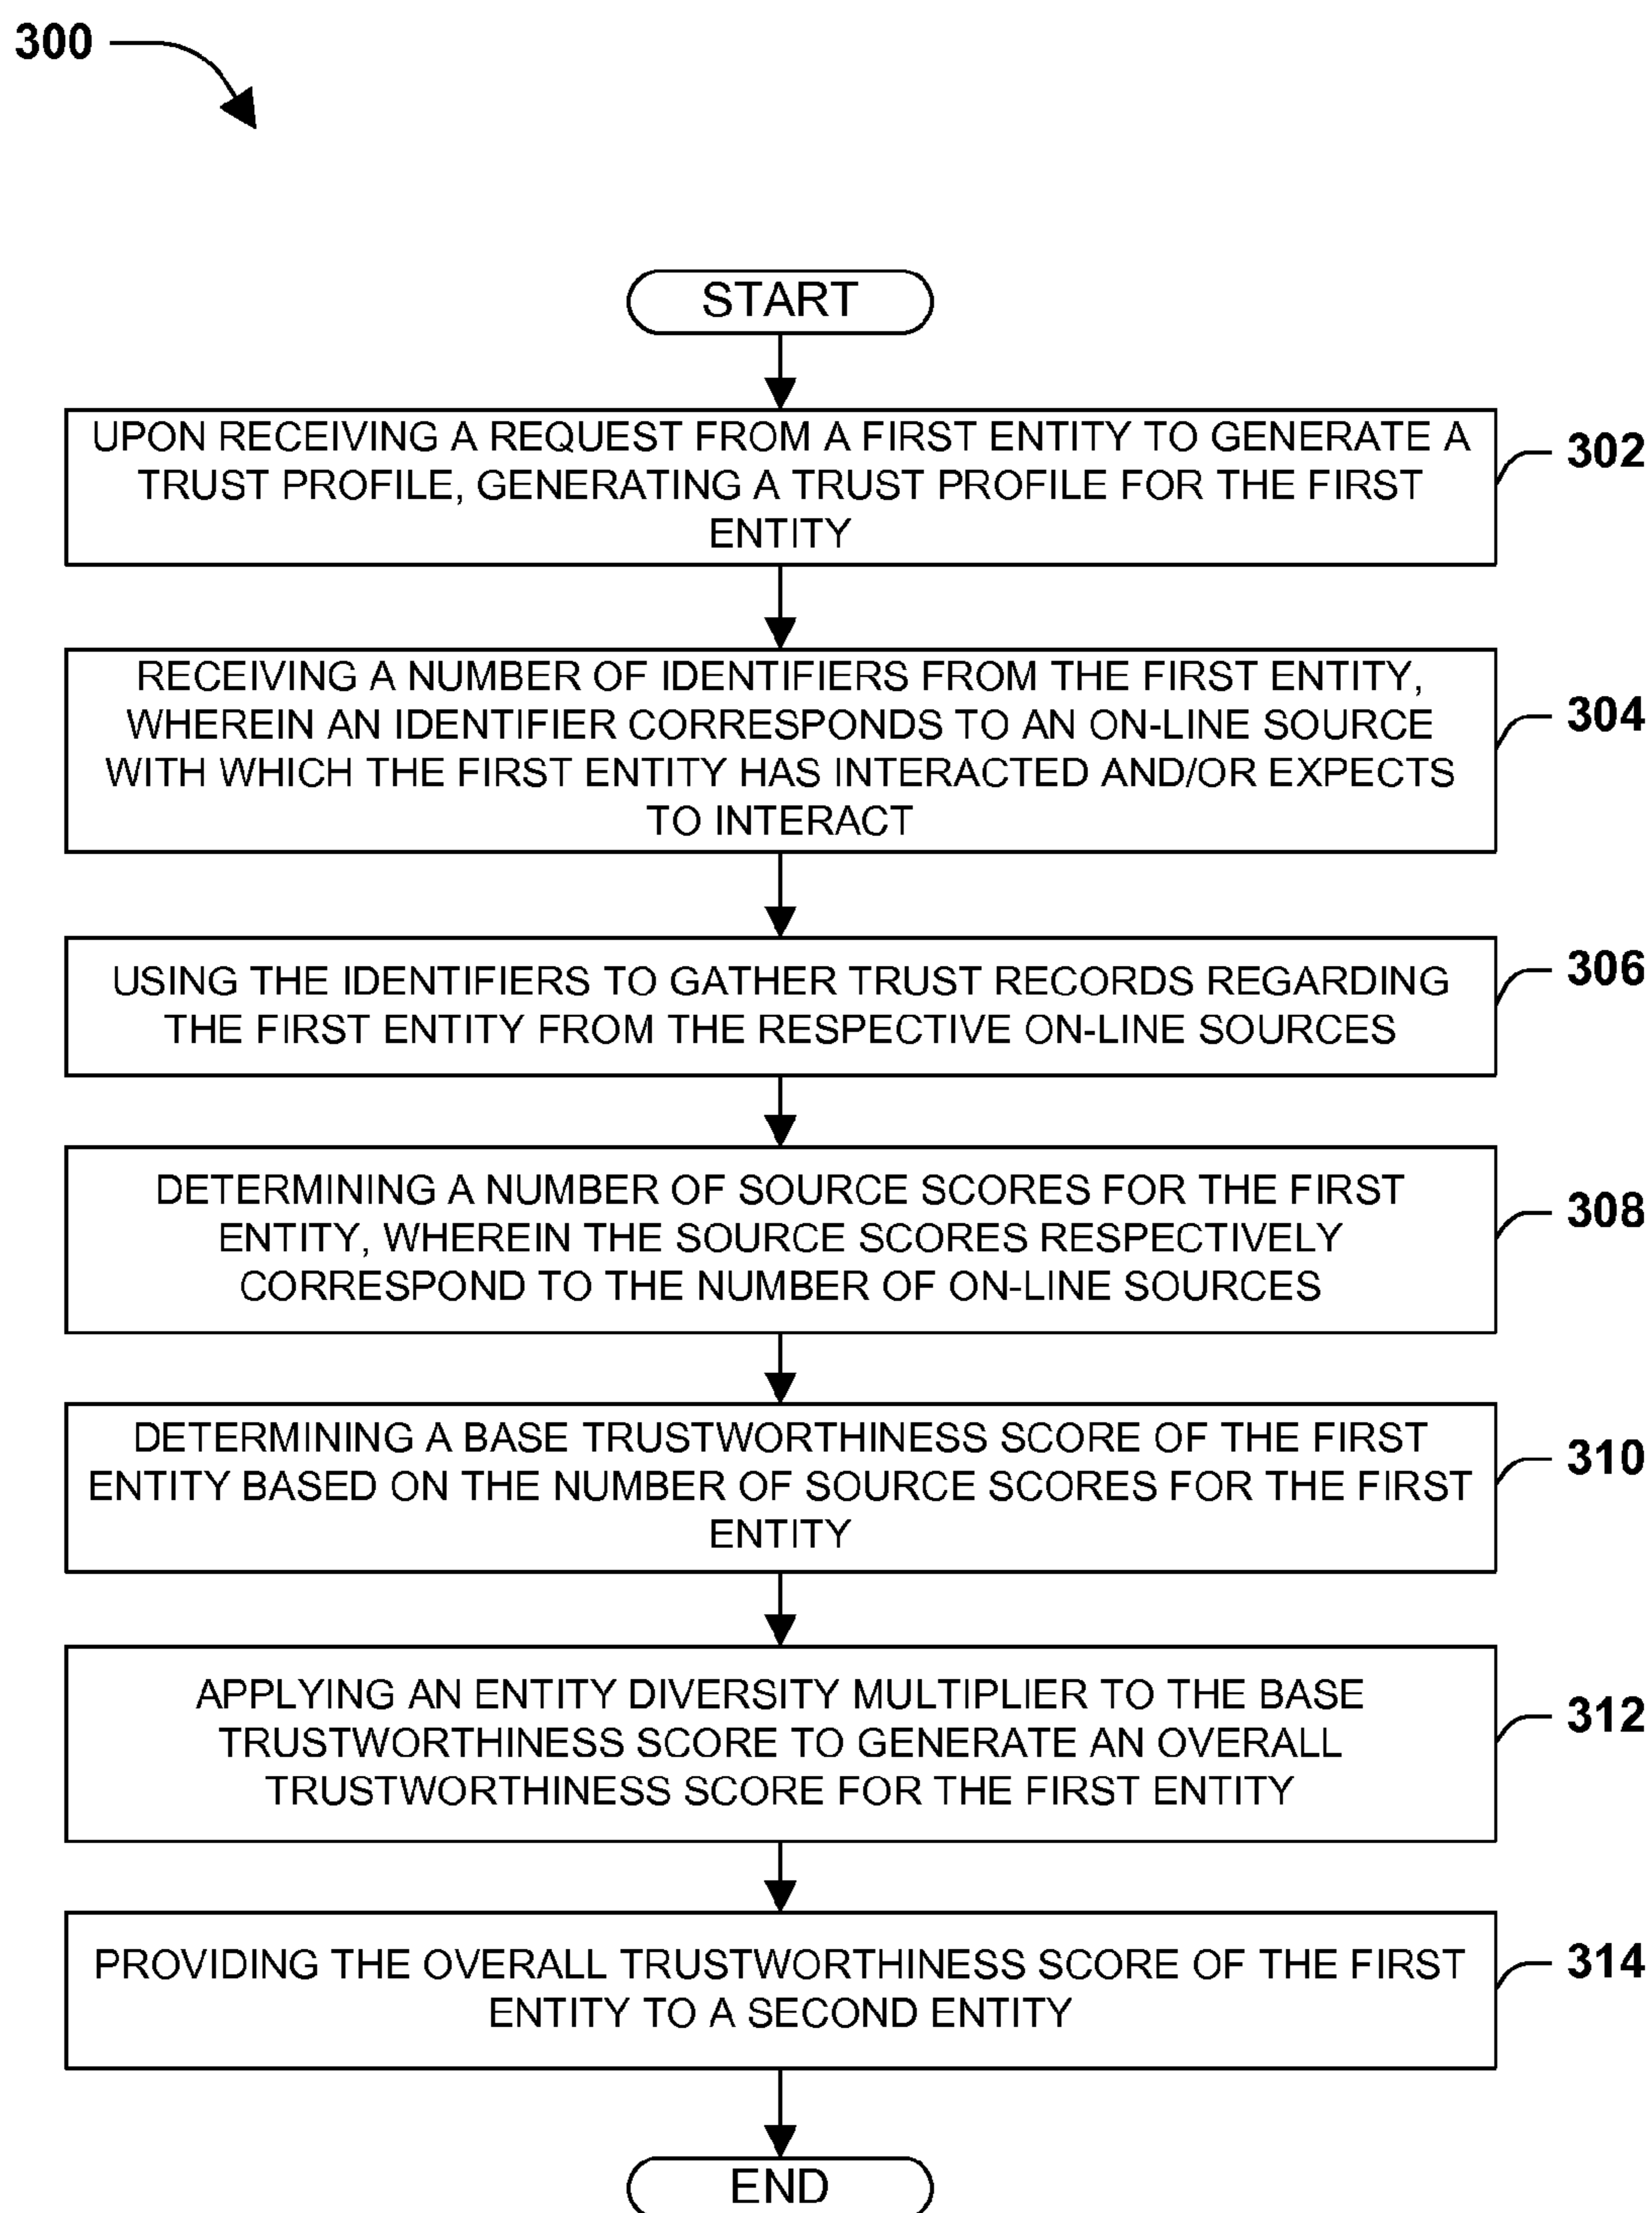 300
START
UPON RECEIVING A REQUEST FROM A FIRST ENTITY TO GENERATE A
TRUST PROFILE, GENERATING A TRUST PROFILE FOR THE FIRST
ENTITY
302
RECEIVING A NUMBER OF IDENTIFIERS FROM THE FIRST ENTITY,
WHEREIN AN IDENTIFIER CORRESPONDS TO AN ON-LINE SOURCE
WITH WHICH THE FIRST ENTITY HAS INTERACTED AND/OR EXPECTS
TO INTERACT
304
USING THE IDENTIFIERS TO GATHER TRUST RECORDS REGARDING
THE FIRST ENTITY FROM THE RESPECTIVE ON-LINE SOURCES
306
DETERMINING A NUMBER OF SOURCE SCORES FOR THE FIRST
ENTITY, WHEREIN THE SOURCE SCORES RESPECTIVELY
CORRESPOND TO THE NUMBER OF ON-LINE SOURCES
308
DETERMINING A BASE TRUSTWORTHINESS SCORE OF THE FIRST
ENTITY BASED ON THE NUMBER OF SOURCE SCORES FOR THE FIRST
ENTITY
310
APPLYING AN ENTITY DIVERSITY MULTIPLIER TO THE BASE
TRUSTWORTHINESS SCORE TO GENERATE AN OVERALL
TRUSTWORTHINESS SCORE FOR THE FIRST ENTITY
312
PROVIDING THE OVERALL TRUSTWORTHINESS SCORE OF THE FIRST
ENTITY TO A SECOND ENTITY
314
END